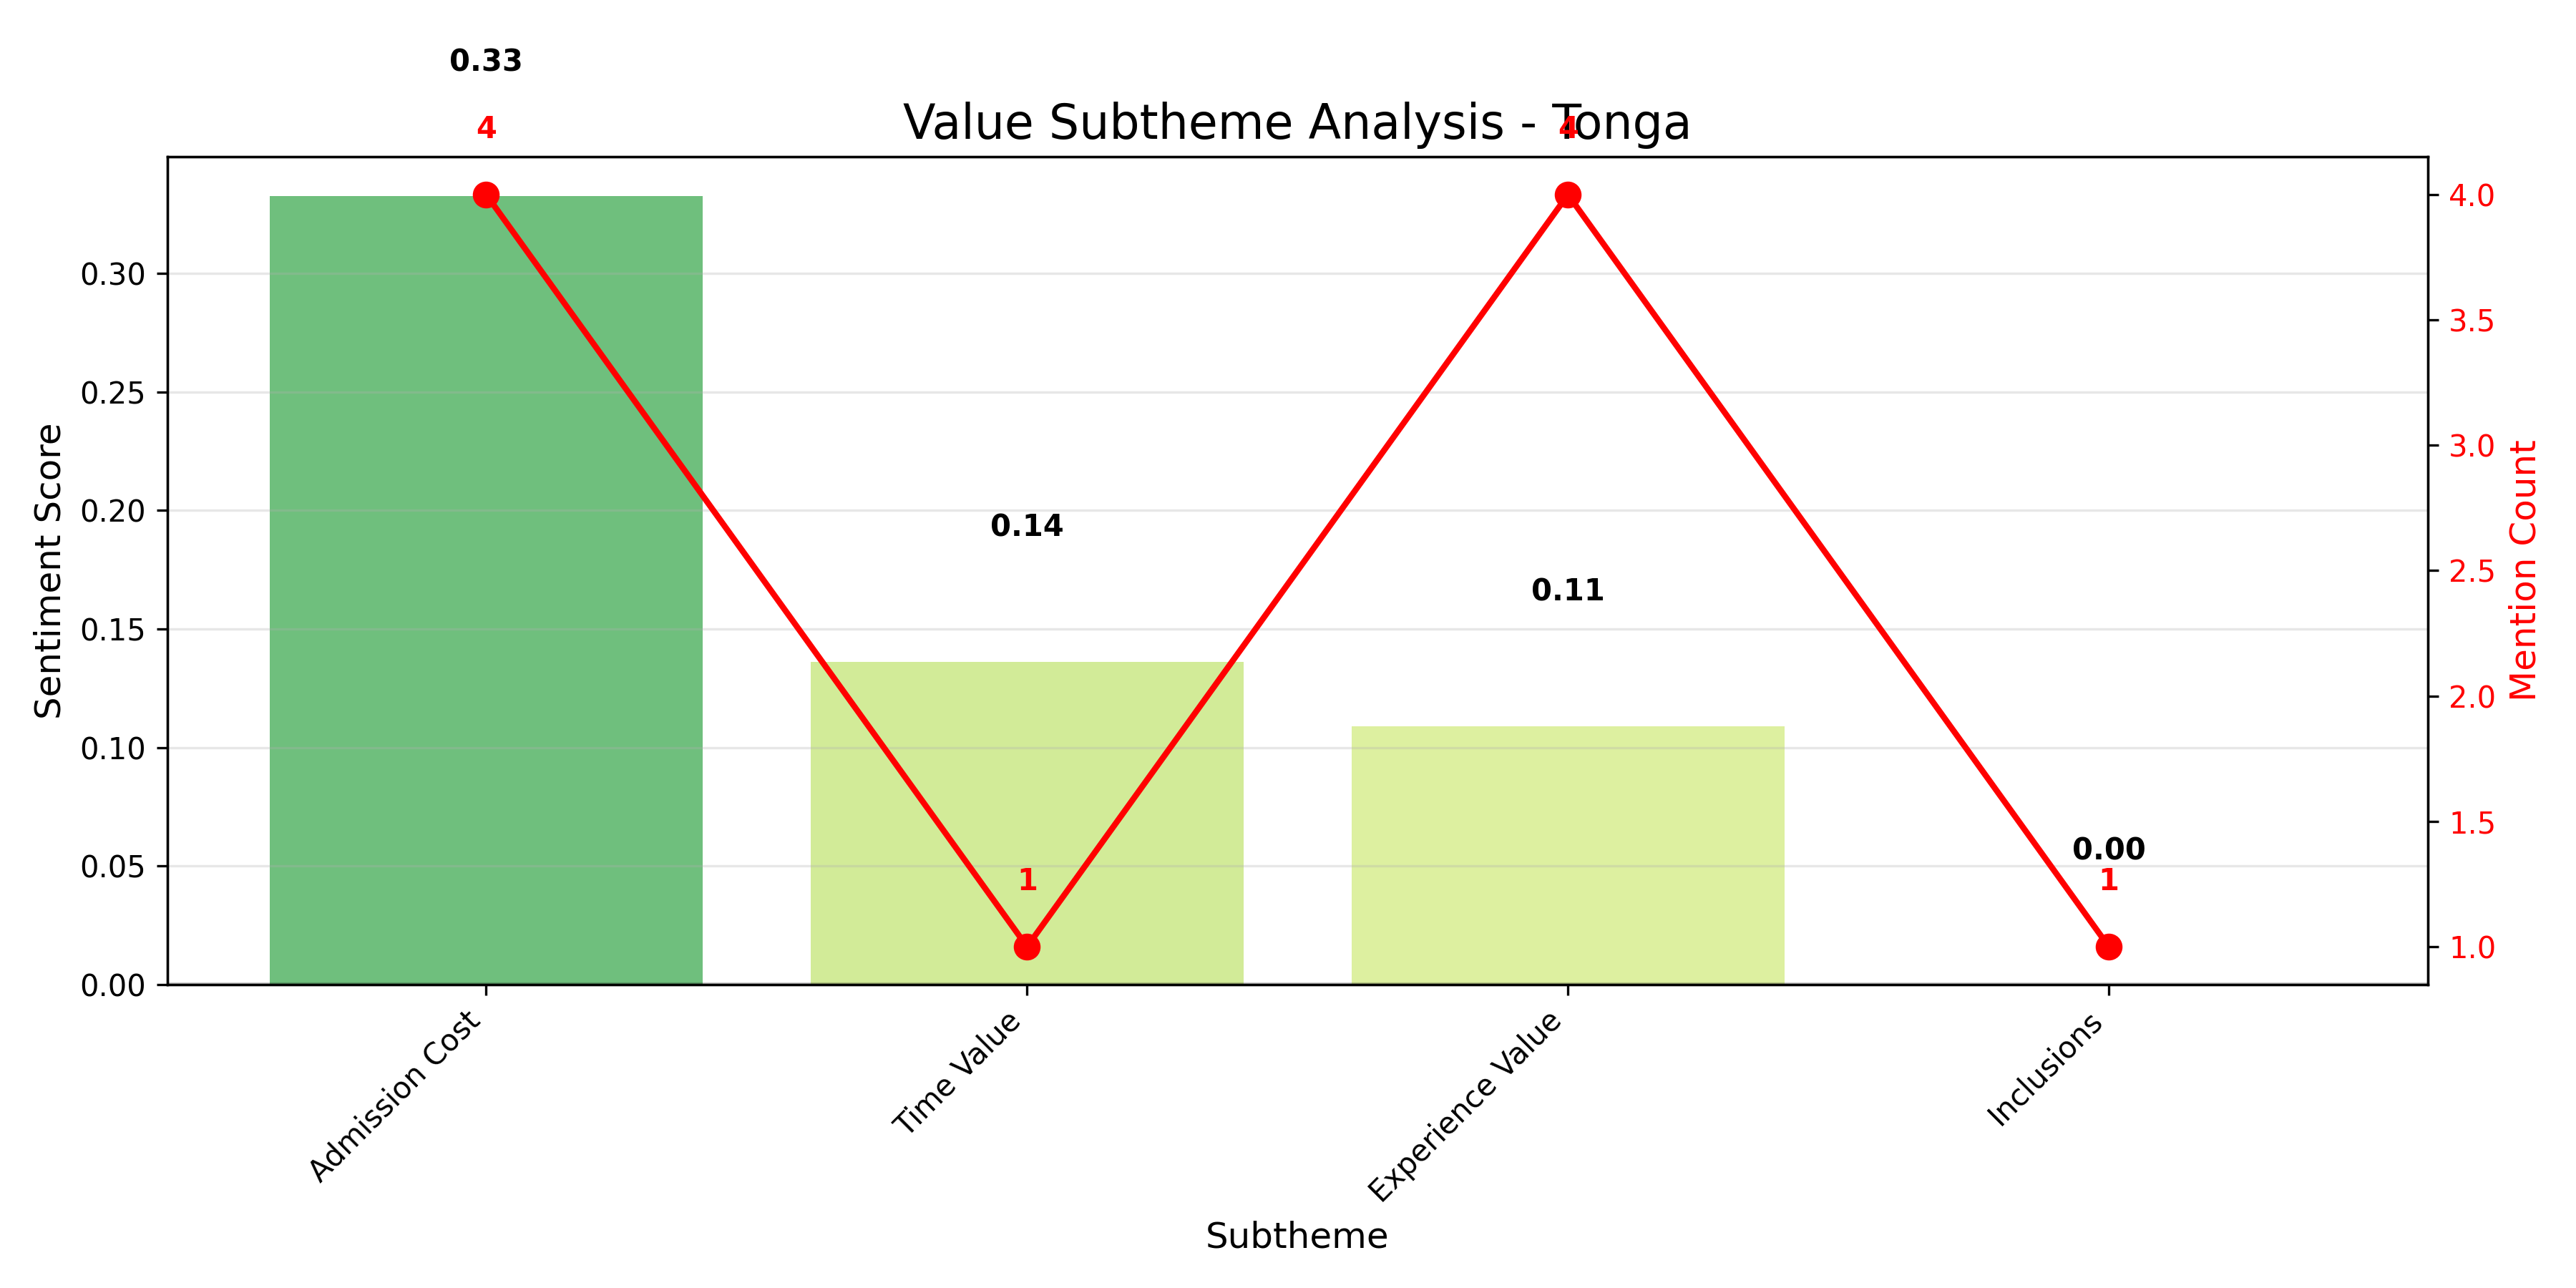 0.33
4
Value Subtheme Analysis - Tonga
4
0.30
0.25
0.20
0.15
0.10
0.05
0.00
Sentiment Score
0.14
1
0.11
0.00
1
4.0
3.5
3.0
2.5
2.0
1.5
1.0
Mention Count
Admission Cost
Time Value
Experience Value
Inclusions
Subtheme